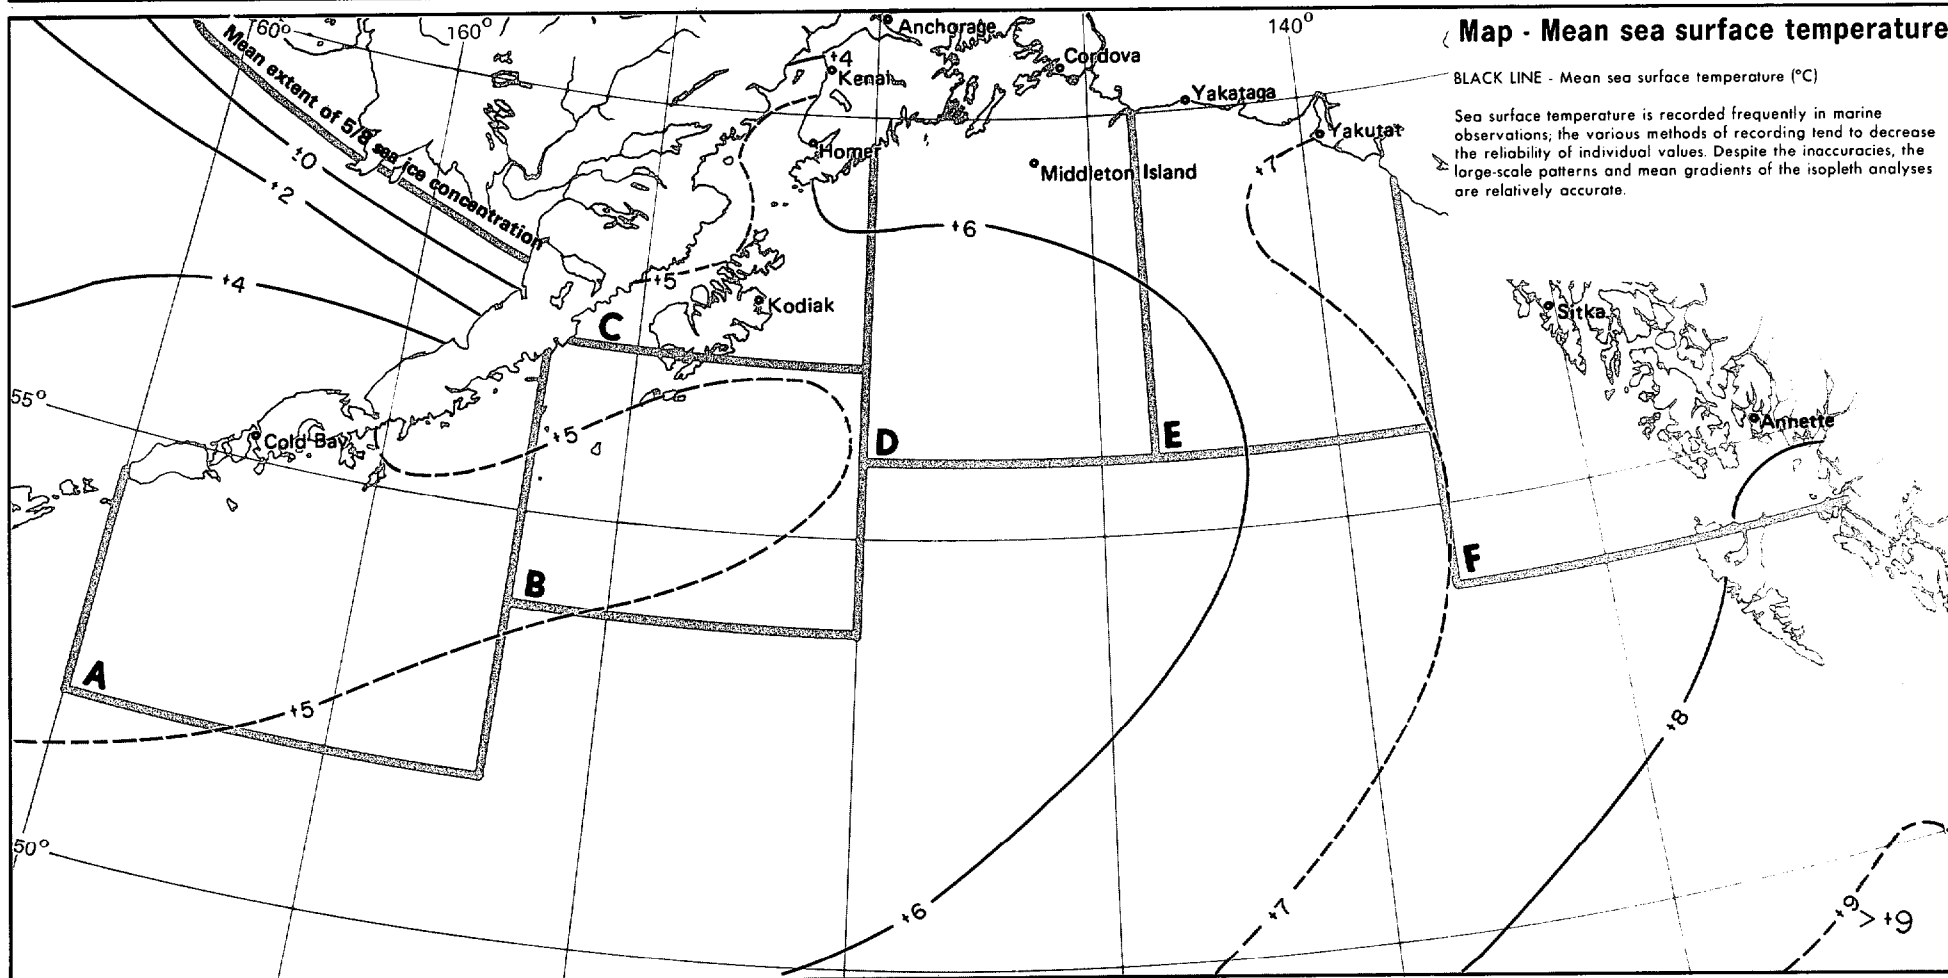 Map - Mean sea surface temperature
BLACK LINE - Mean sea surface temperature (°C)
Sea surface temperature is recorded frequently in marine
observations; the various methods of recording tend to decrease
the reliability of individual values. Despite the inaccuracies, the
large-scale patterns and mean gradients of the isopleth analyses
are relatively accurate.
60°
160°
140°
Anchorage
Mean extent of 5/8 sea ice concentration
+4
Kenai
Cordova
Yakataga
Yakutat
±0
Homer
+7
Middleton Island
+2
+6
+4
+5
Kodiak
Sitka
C
55°
Cold Bay
+5
D
E
Annette
F
B
A
+5
+8
50°
+6
+7
+9
> +9